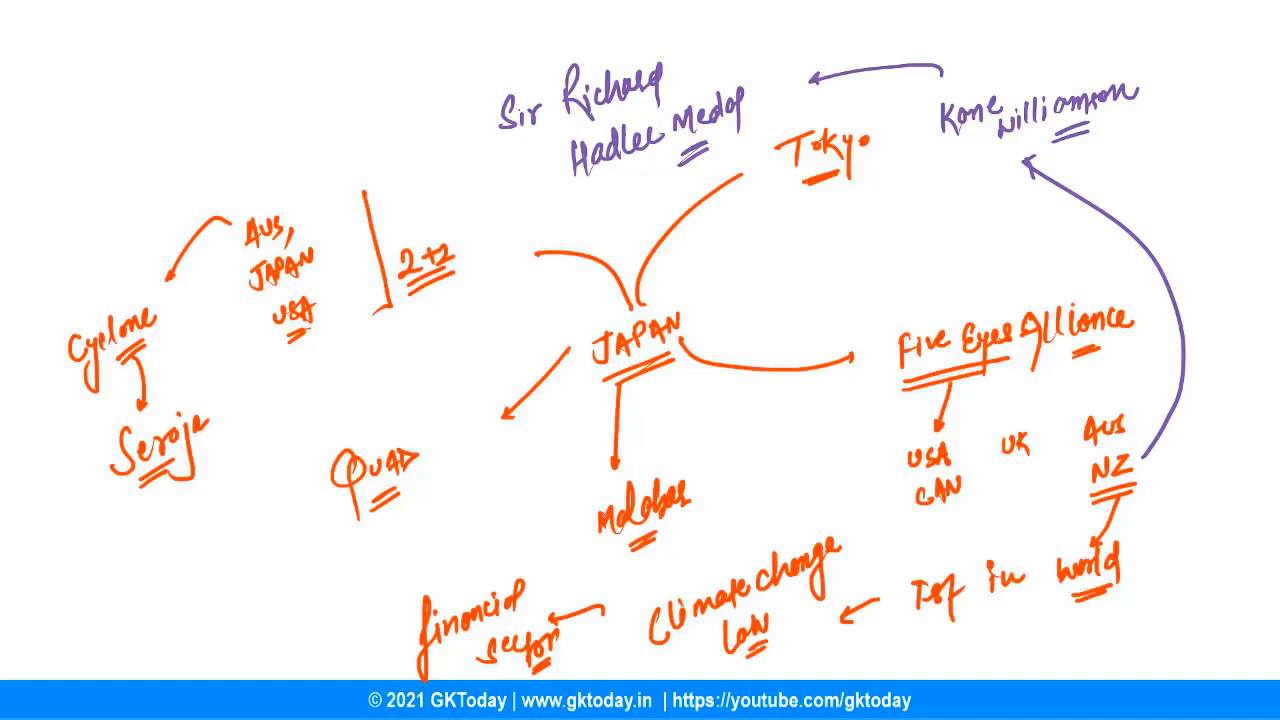 Sir Richard
Hadlee Medal
Kane
Williamson
Tokyo
AUS,
JAPAN
USA
2+2
Cyclone
Seroja
JAPAN
Five Eyes Alliance
USA UK AUS
CAN NZ
QUAD
Malabar
Ist in world
Climate change
law
financial
sector
© 2021 GKToday | www.gktoday.in | https://youtube.com/gktoday